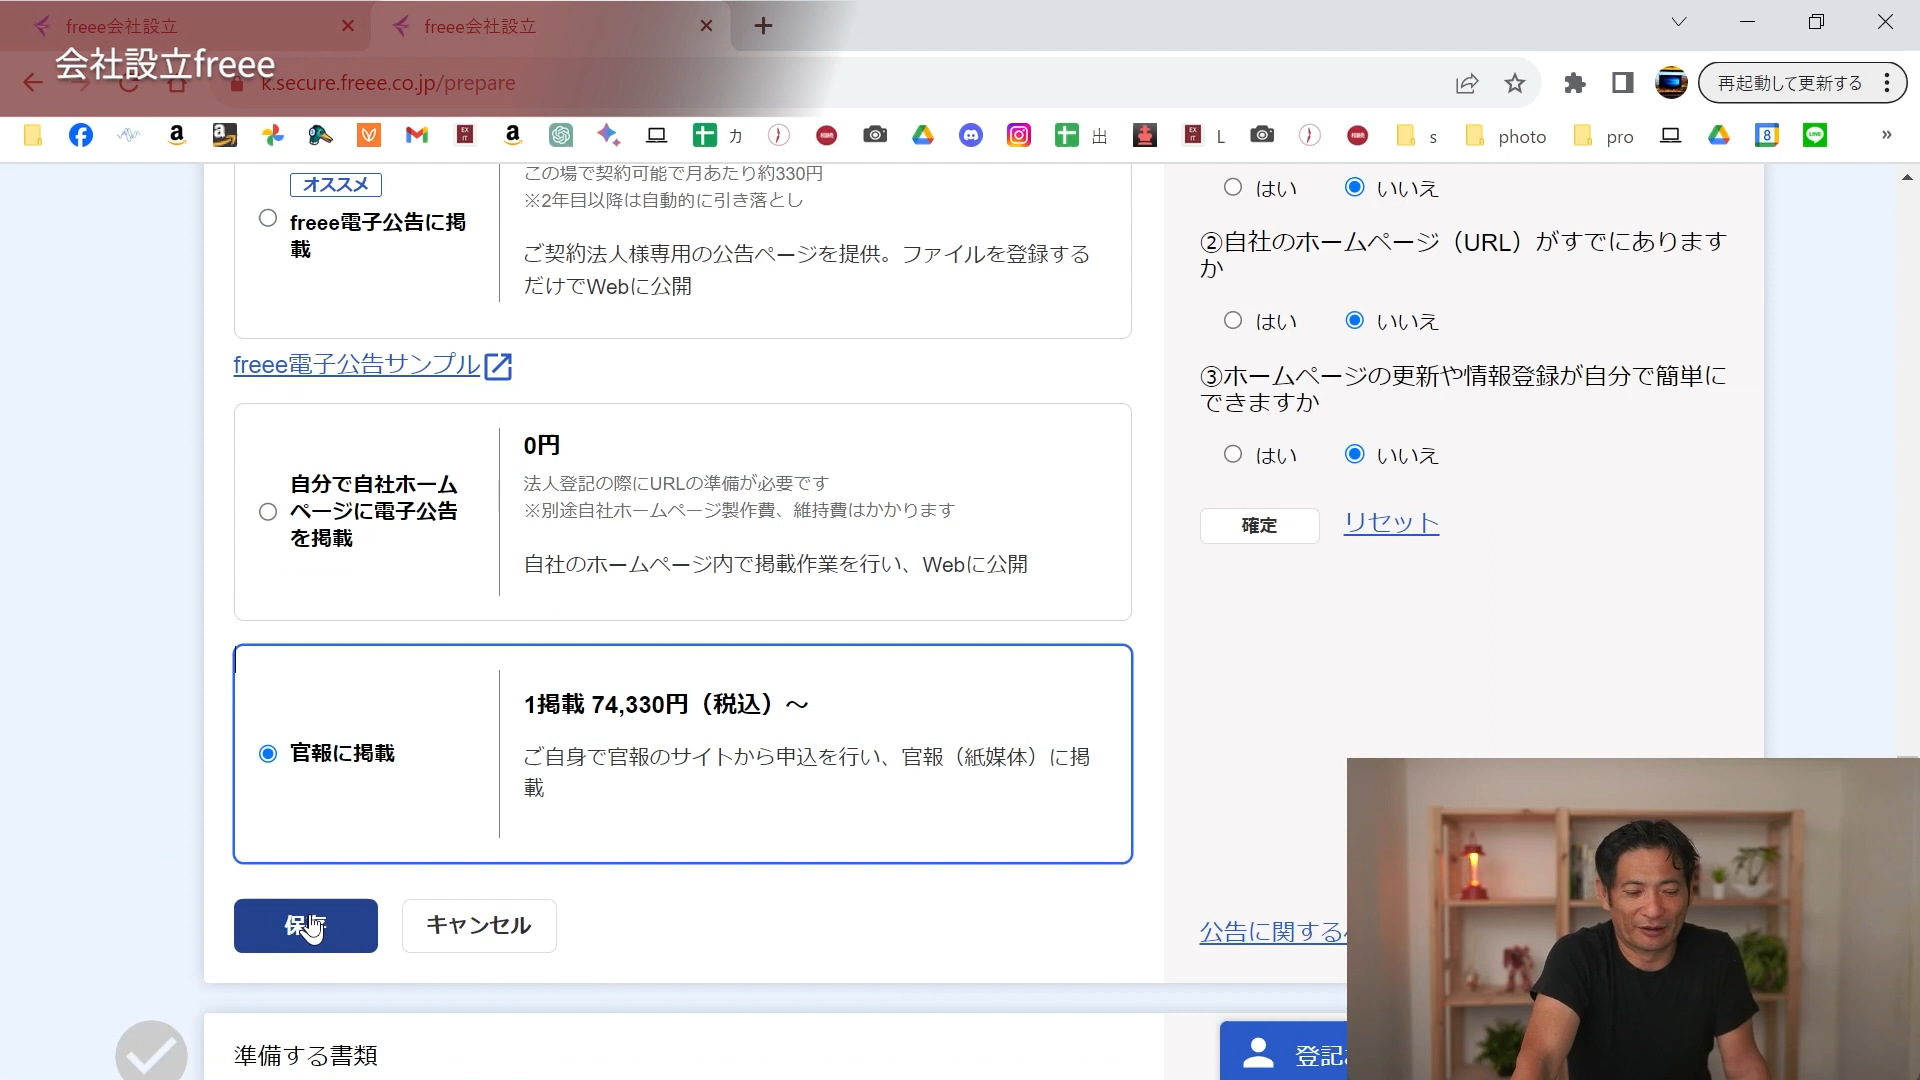 freee会社設立
freee会社設立
会社設立freee
k.secure.freee.co.jp/prepare
再起動して更新する
カ
出
L
s
photo
pro
»
オススメ
freee電子公告に掲
載
この場で契約可能で月あたり約330円
※2年目以降は自動的に引き落とし
ご契約法人様専用の公告ページを提供。ファイルを登録する
だけでWebに公開
freee電子公告サンプル
自分で自社ホーム
ページに電子公告
を掲載
0円
法人登記の際にURLの準備が必要です
※別途自社ホームページ製作費、維持費はかかります
自社のホームページ内で掲載作業を行い、Webに公開
官報に掲載
1掲載 74,330円（税込）～
ご自身で官報のサイトから申込を行い、官報（紙媒体）に掲
載
保存
キャンセル
準備する書類
はい いいえ
②自社のホームページ（URL）がすでにあります
か
はい いいえ
③ホームページの更新や情報登録が自分で簡単に
できますか
はい いいえ
確定 リセット
公告に関する
登記